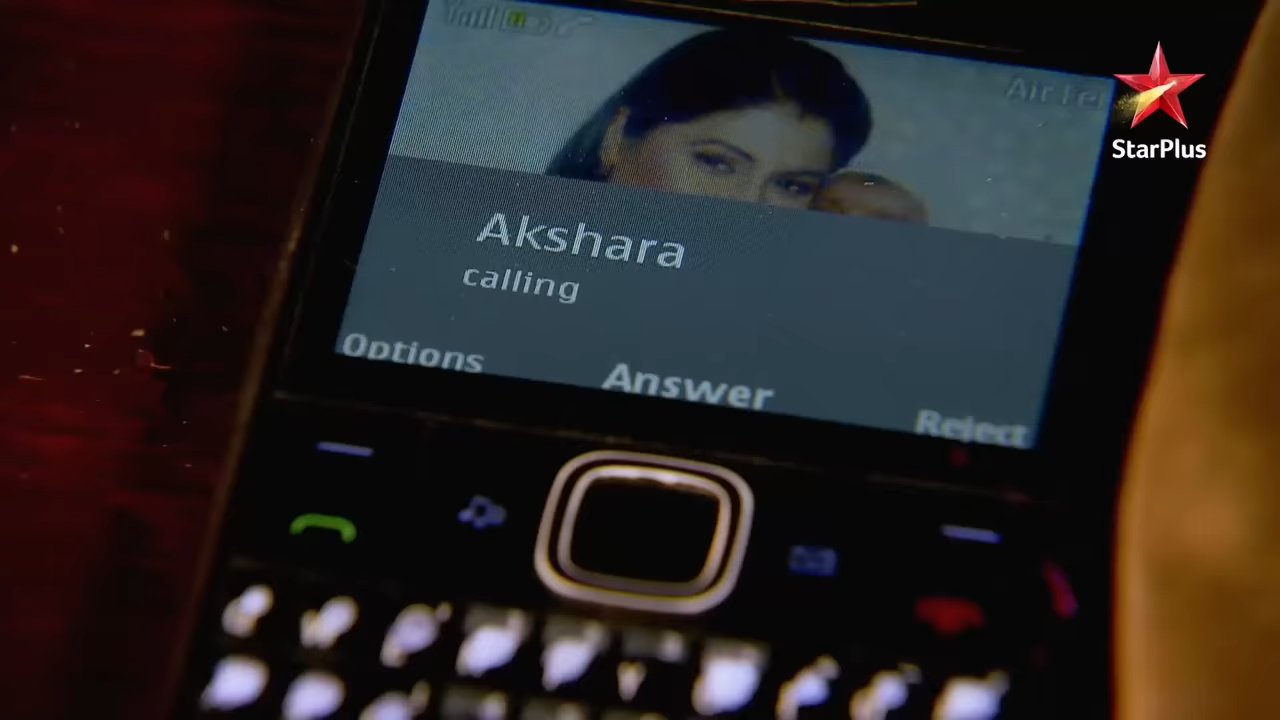 Airtel
StarPlus
Akshara
calling
Options
Answer
Reject